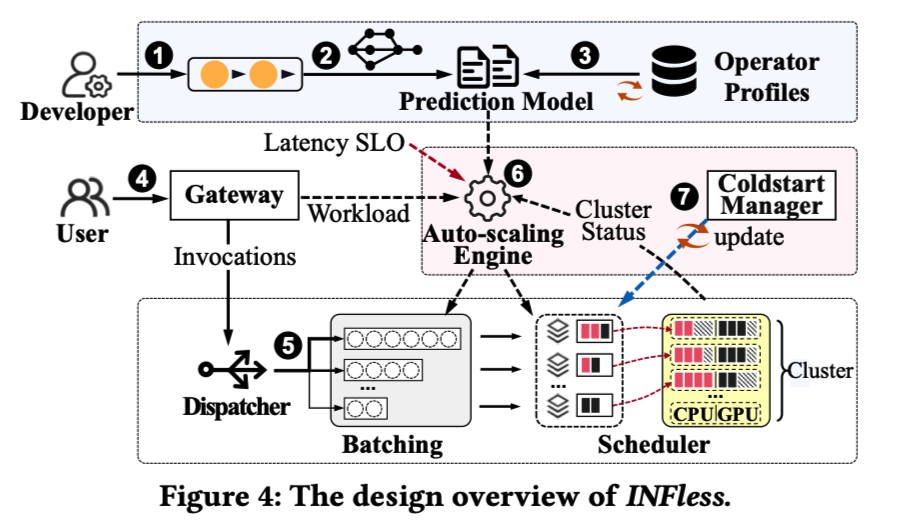 1
2
3
Developer
Prediction Model
Operator
Profiles
Latency SLO
4
User
Gateway
Workload
6
Auto-scaling
Engine
Cluster
Status
7
Coldstart
Manager
update
Invocations
5
Dispatcher
...
Batching
...
Scheduler
...
CPU GPU
Cluster
Figure 4: The design overview of INFless.